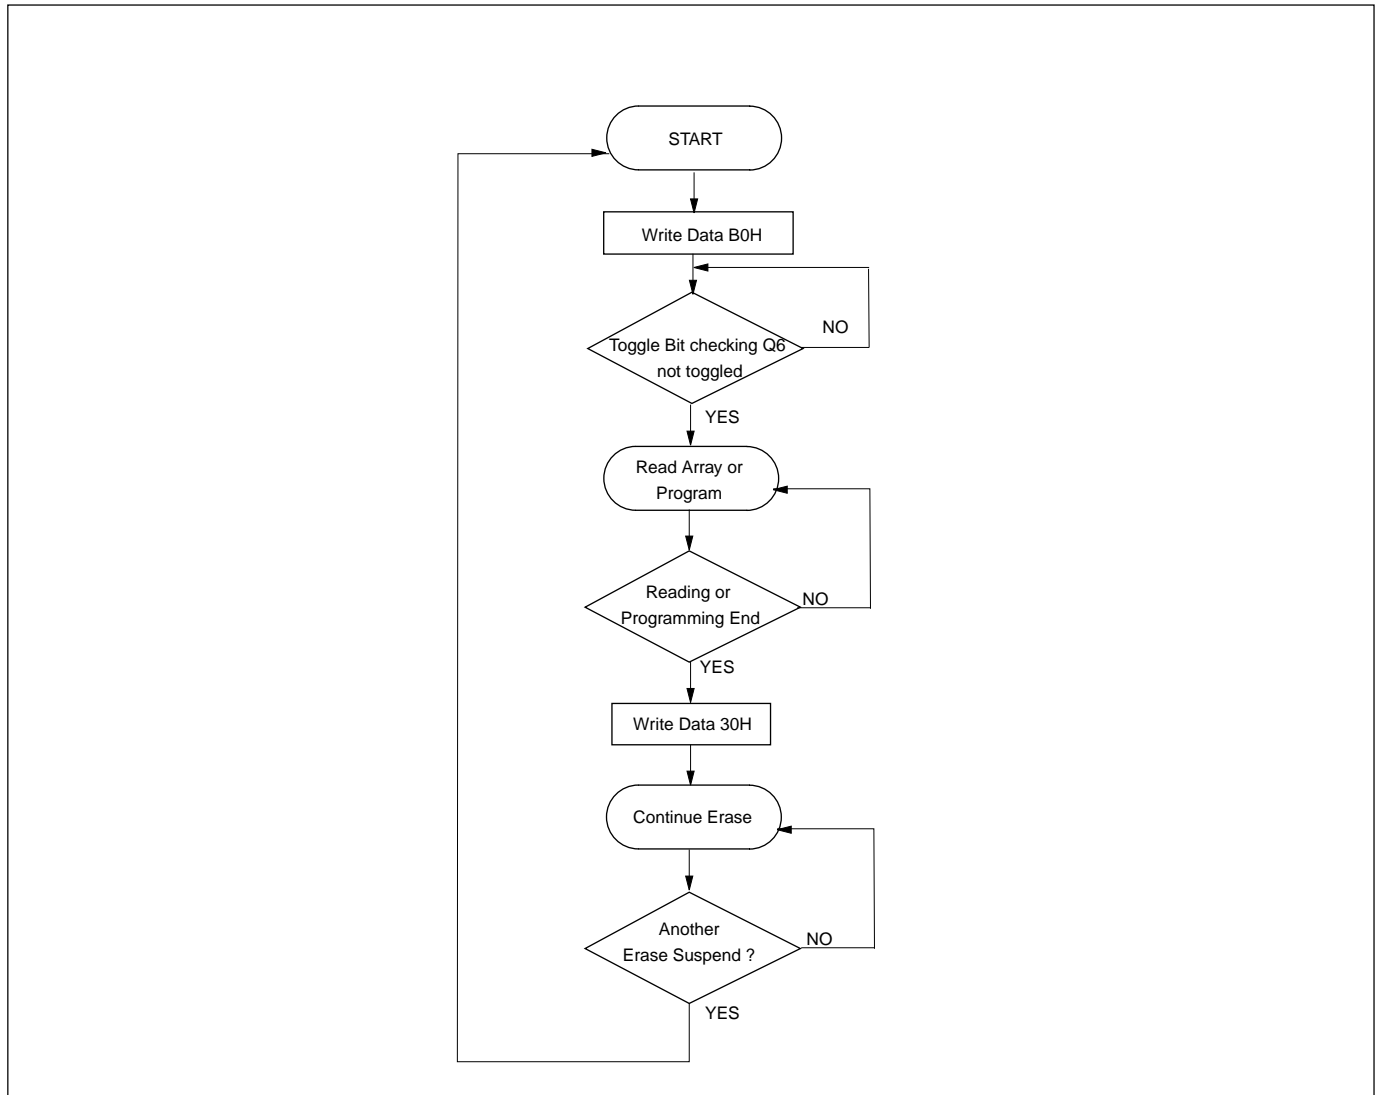 START
Write Data B0H
NO
Toggle Bit checking Q6
not toggled
YES
Read Array or
Program
Reading or
Programming End
NO
YES
Write Data 30H
Continue Erase
Another
Erase Suspend ?
NO
YES